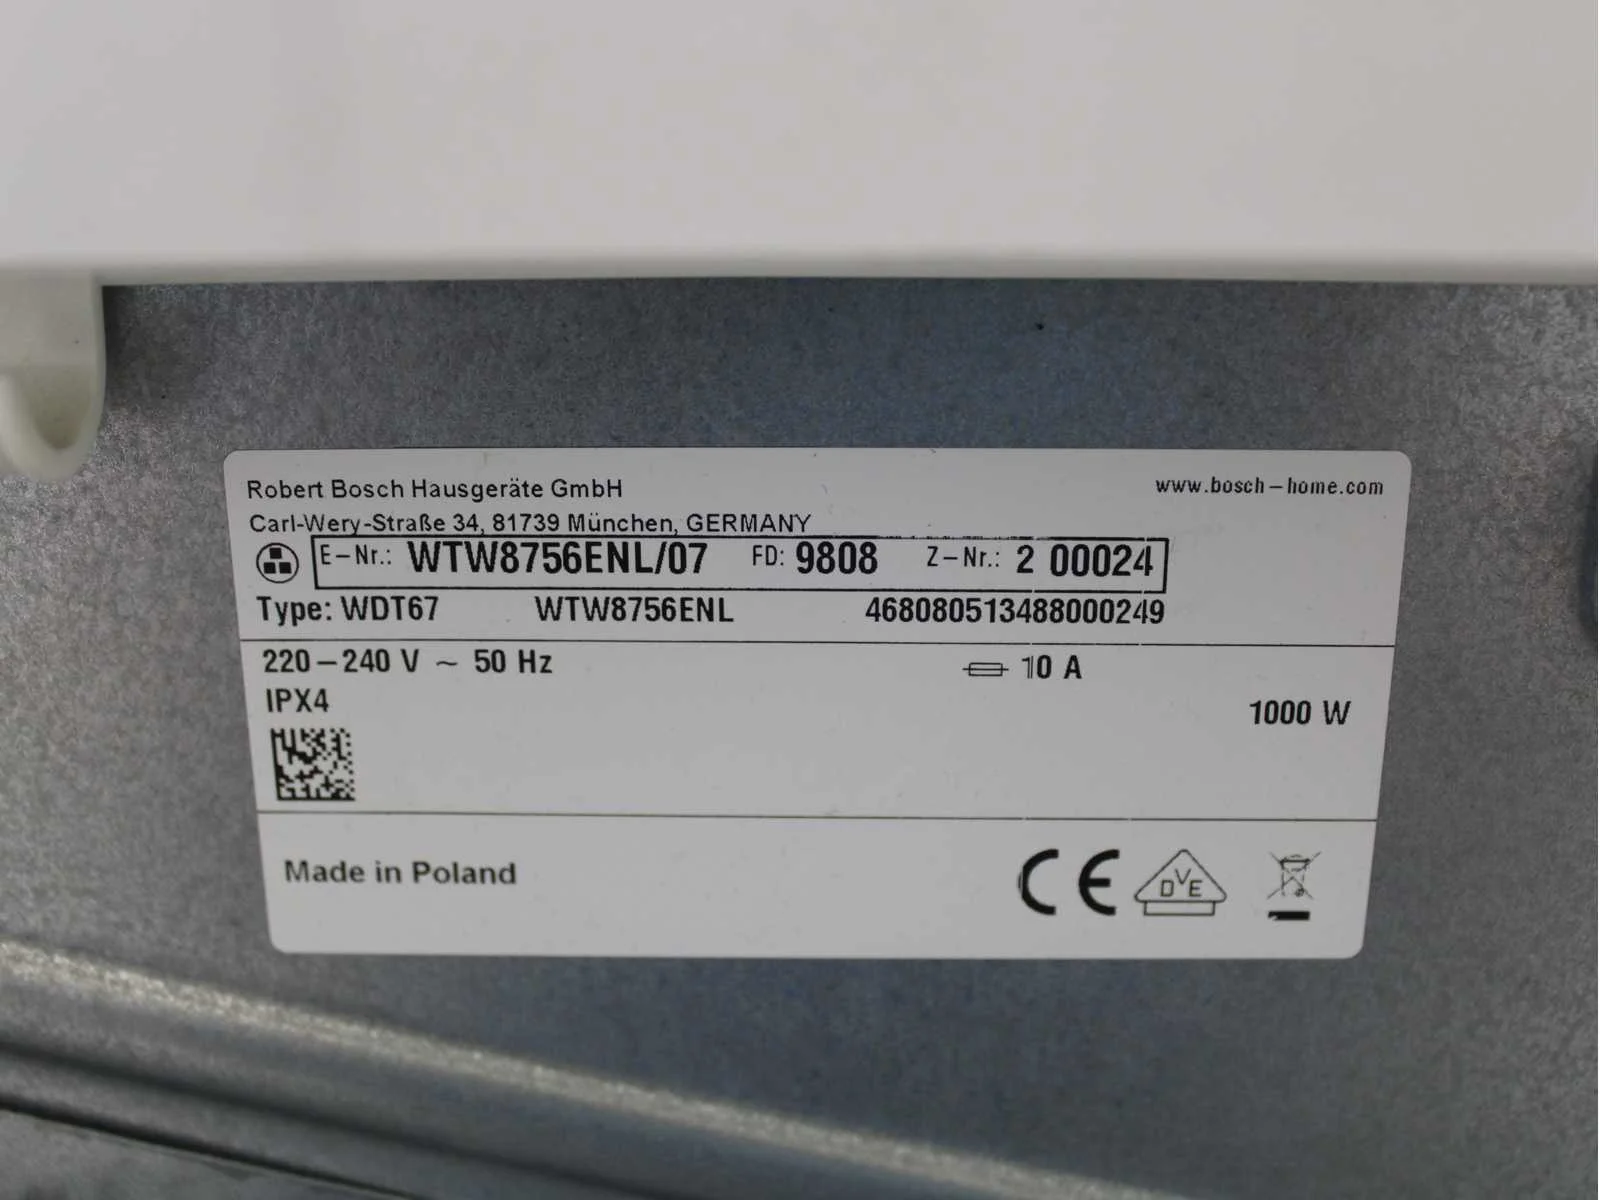 Robert Bosch Hausgeräte GmbH www.bosch-home.com
Carl-Wery-Straße 34, 81739 München, GERMANY
E-Nr.: WTW8756ENL/07 FD: 9808 Z-Nr.: 2 00024
Type: WDT67 WTW8756ENL 468080513488000249
220-240 V ~ 50 Hz 10 A
IPX4
1000 W
Made in Poland CE DVE